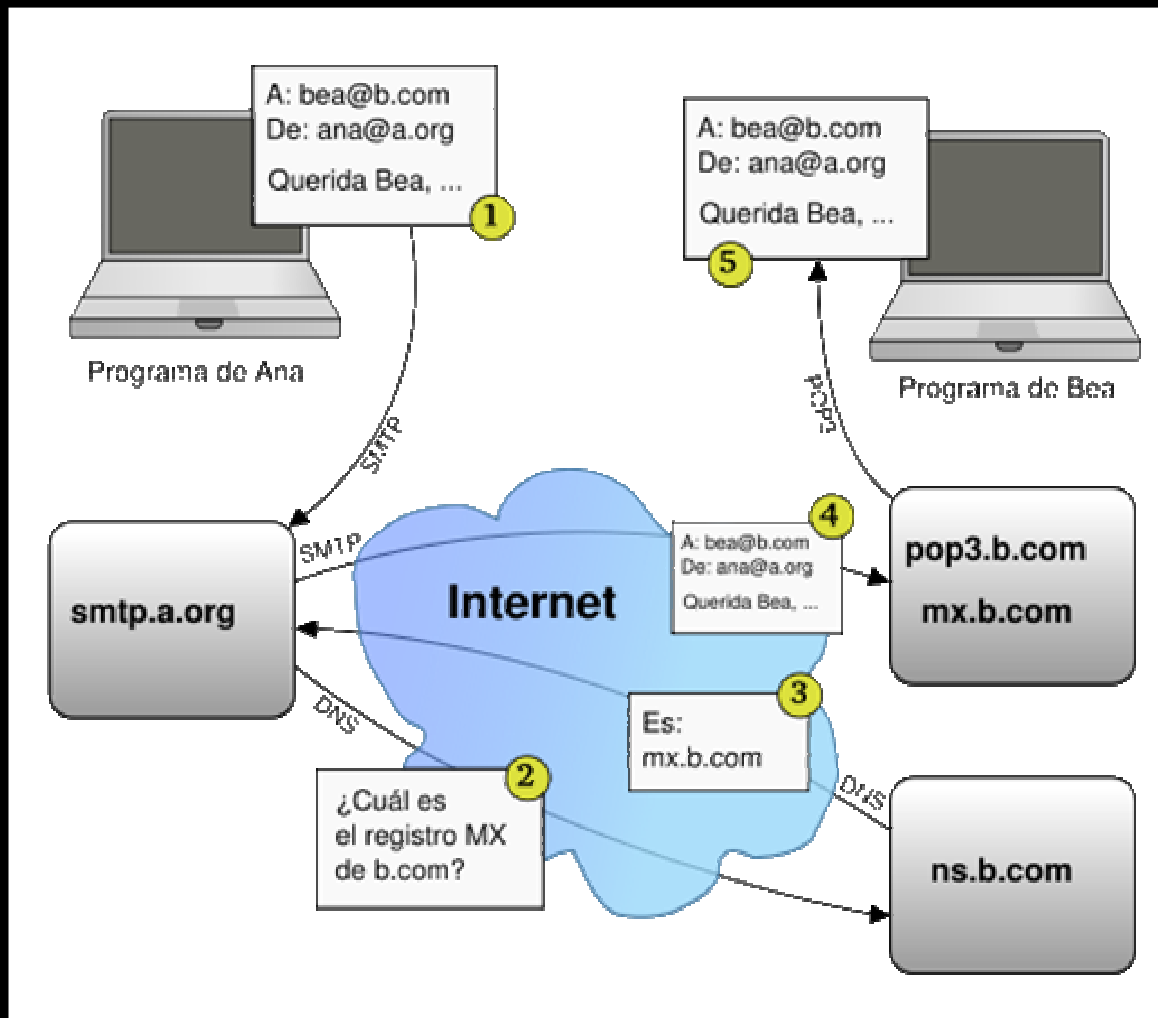 A: bea@b.com
De: ana@a.org
Querida Bea, ...
1
Programa de Ana
A: bea@b.com
De: ana@a.org
Querida Bea, ...
5
Programa de Bea
SMTP
POP3
smtp.a.org
SMTP
Internet
A: bea@b.com
De: ana@a.org
Querida Bea, ...
4
pop3.b.com
mx.b.com
DNS
Es:
mx.b.com
3
¿Cuál es
el registro MX
de b.com?
2
DNS
ns.b.com